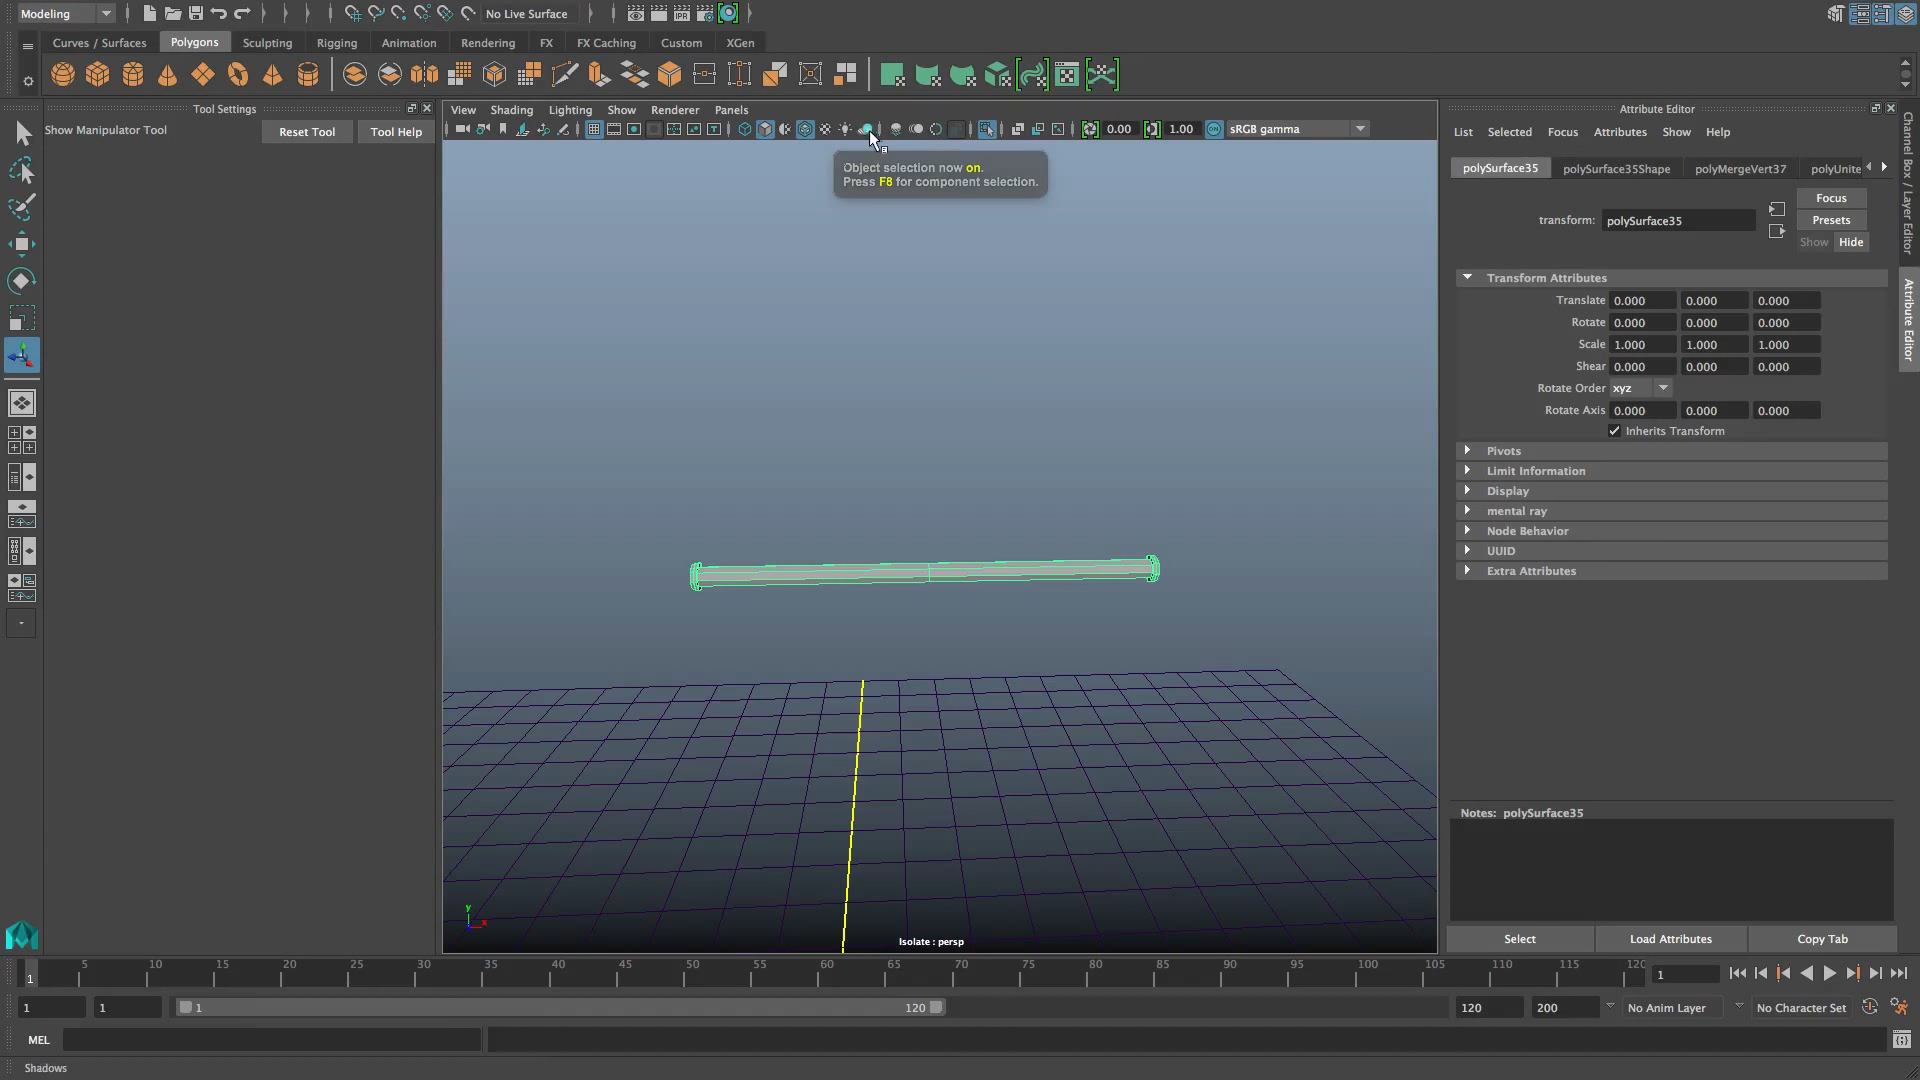 Modeling
No Live Surface
Curves / Surfaces
Polygons
Sculpting
Rigging
Animation
Rendering
FX
FX Caching
Custom
XGen
Tool Settings
Show Manipulator Tool
Reset Tool
Tool Help
View
Shading
Lighting
Show
Renderer
Panels
0.00
1.00
sRGB gamma
Object selection now on.
Press F8 for component selection.
y
x
Isolate : persp
Attribute Editor
List
Selected
Focus
Attributes
Show
Help
polySurface35
polySurface35Shape
polyMergeVert37
polyUnite
transform:
polySurface35
Focus
Presets
Show
Hide
Transform Attributes
Translate 0.000 0.000 0.000
Rotate 0.000 0.000 0.000
Scale 1.000 1.000 1.000
Shear 0.000 0.000 0.000
Rotate Order xyz
Rotate Axis 0.000 0.000 0.000
Inherits Transform
Pivots
Limit Information
Display
mental ray
Node Behavior
UUID
Extra Attributes
Notes: polySurface35
Select
Load Attributes
Copy Tab
Channel Box / Layer Editor
Attribute Editor
1 5 10 15 20 25 30 35 40 45 50 55 60 65 70 75 80 85 90 95 100 105 110 115 120
1
1
1
1
120
120
200
No Anim Layer
No Character Set
MEL
Shadows
IPR